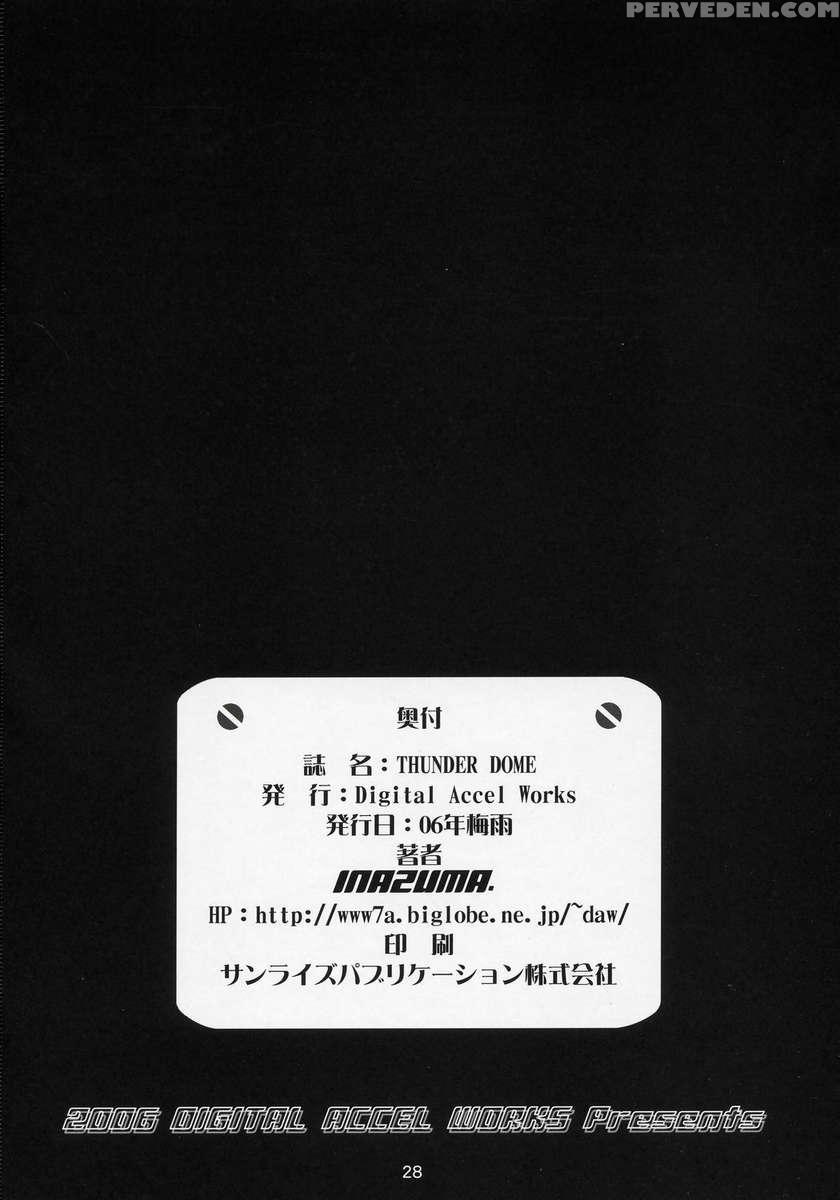 PERVEDEN.COM
奥付
誌 名：THUNDER DOME
発 行：Digital Accel Works
発行日：06年梅雨
著者
INAZUMA.
HP：http://www7a.biglobe.ne.jp/~daw/
印 刷
サンライズパブリケーション株式会社
2006 DIGITAL ACCEL WORKS Presents
28